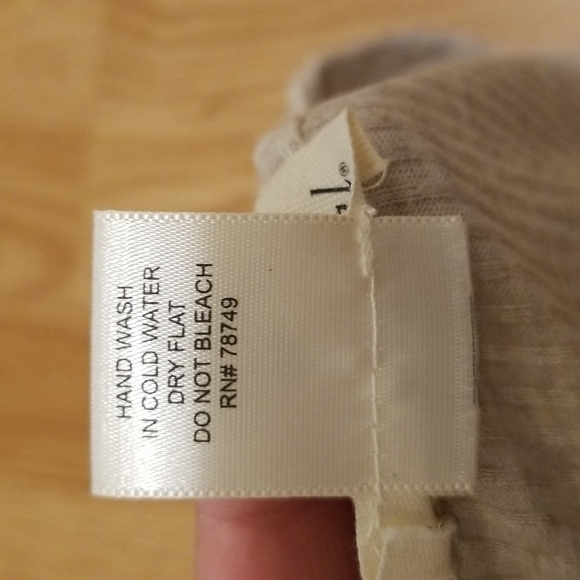 HAND WASH
IN COLD WATER
DRY FLAT
DO NOT BLEACH
RN# 78749